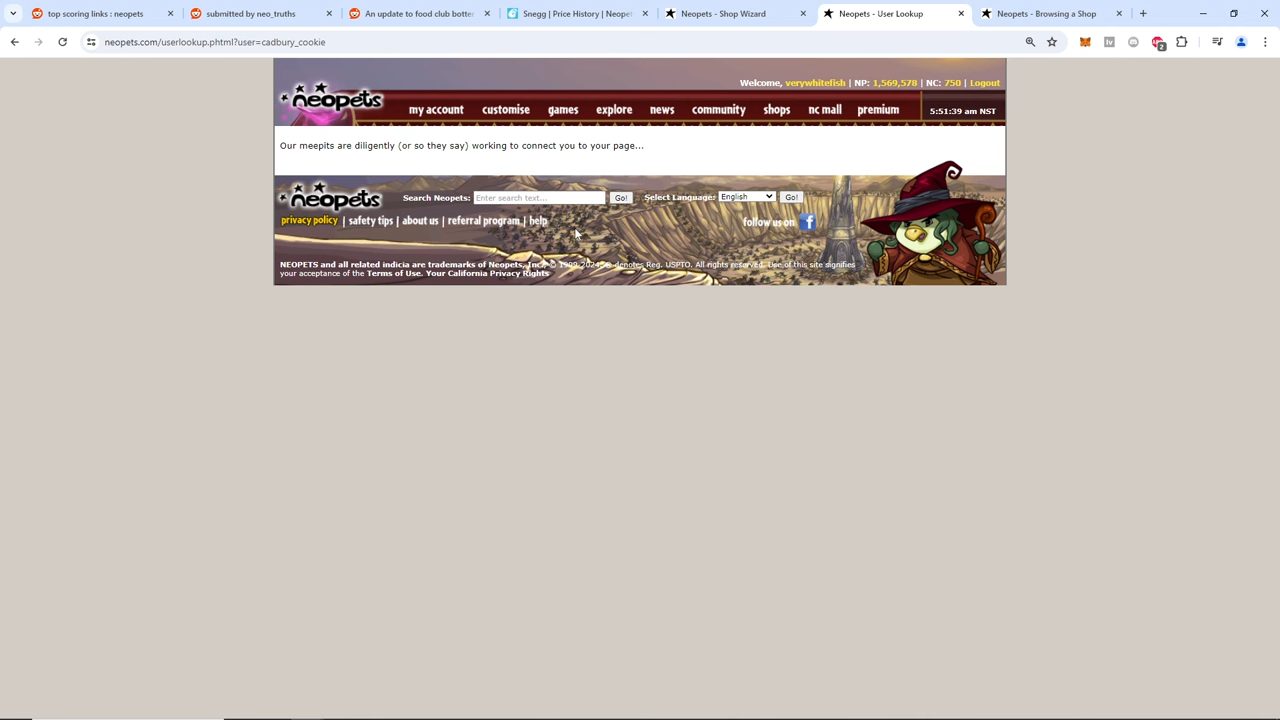 top scoring links : neopets
submitted by neo_truths
An update to food club botter
Snegg | Price History | Neopet
Neopets - Shop Wizard
Neopets - User Lookup
Neopets - Browsing a Shop
neopets.com/userlookup.phtml?user=cadbury_cookie
2
Welcome, verywhitefish | NP: 1,569,578 | NC: 750 | Logout
neopets
my account customise games explore news community shops nc mall premium 5:51:39 am NST
Our meepits are diligently (or so they say) working to connect you to your page...
neopets
Search Neopets: Enter search text... Go! Select Language: English Go!
privacy policy | safety tips | about us | referral program | help follow us on f
NEOPETS and all related indicia are trademarks of Neopets, Inc., © 1999-2024. ® denotes Reg. USPTO. All rights reserved. Use of this site signifies
your acceptance of the Terms of Use. Your California Privacy Rights